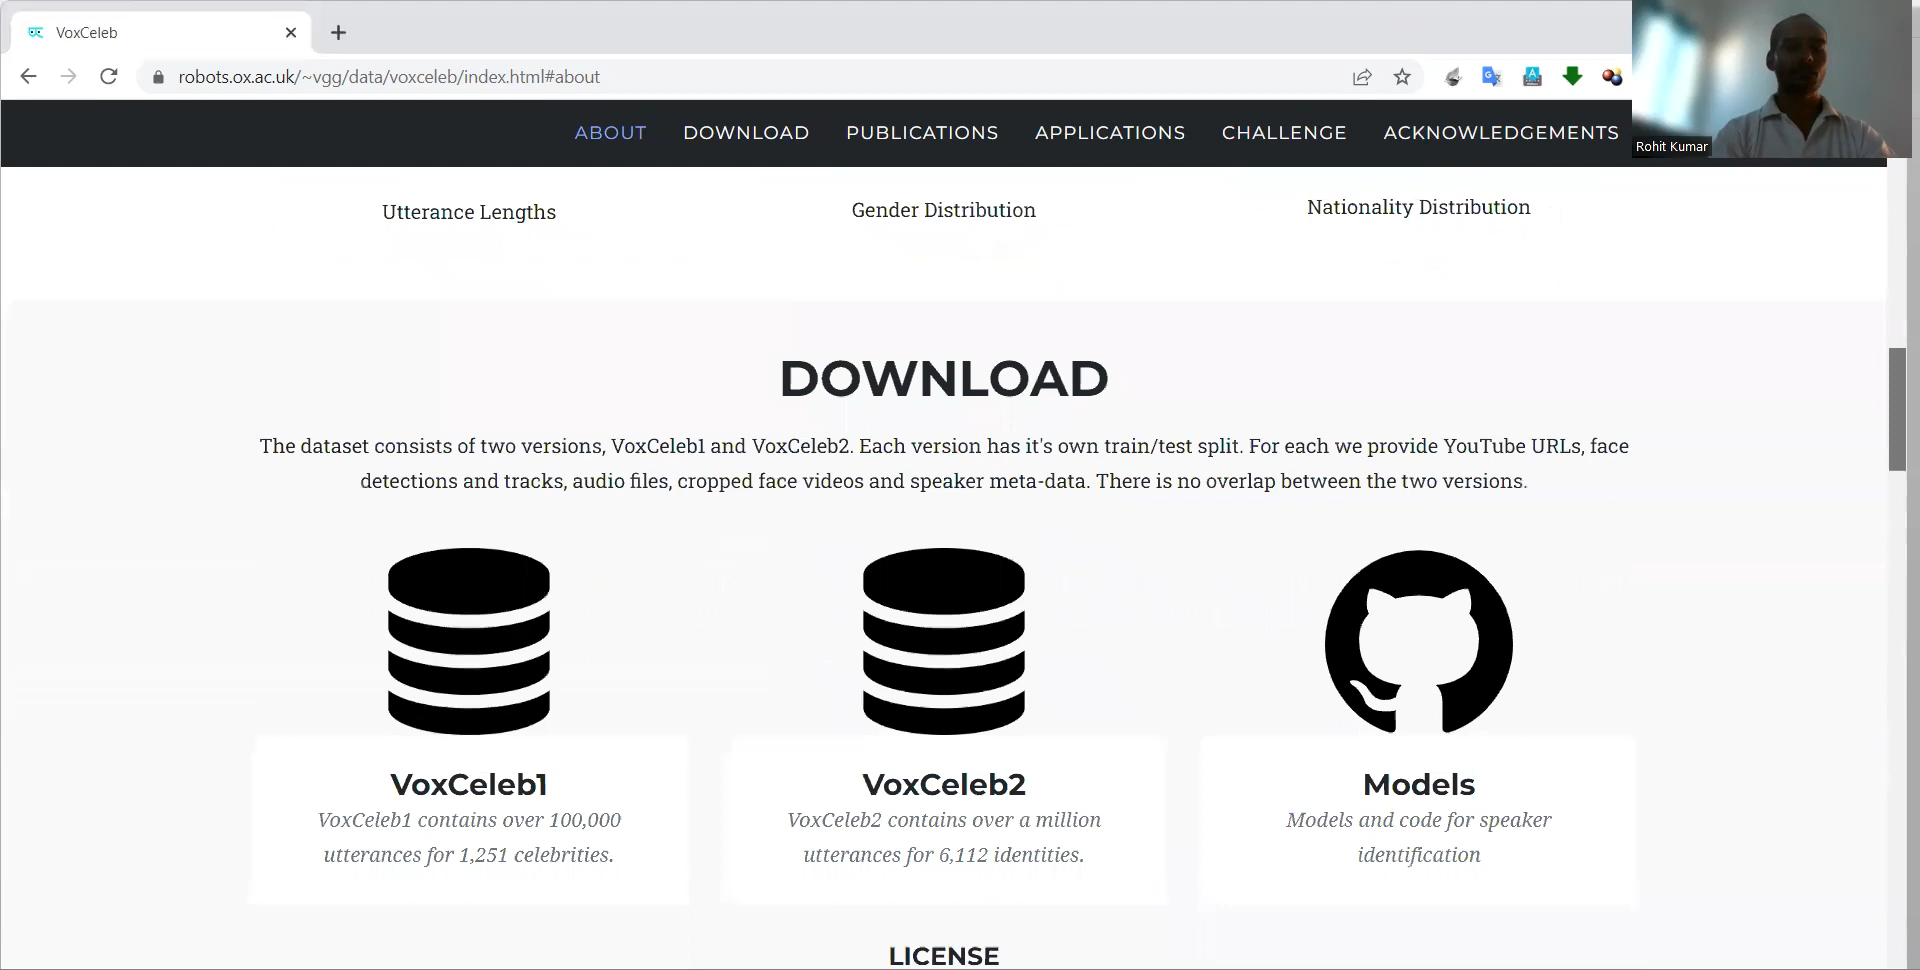 VoxCeleb
robots.ox.ac.uk/~vgg/data/voxceleb/index.html#about
ABOUT DOWNLOAD PUBLICATIONS APPLICATIONS CHALLENGE ACKNOWLEDGEMENTS
Rohit Kumar
Utterance Lengths
Gender Distribution
Nationality Distribution
DOWNLOAD
The dataset consists of two versions, VoxCeleb1 and VoxCeleb2. Each version has it's own train/test split. For each we provide YouTube URLs, face
detections and tracks, audio files, cropped face videos and speaker meta-data. There is no overlap between the two versions.
VoxCeleb1
VoxCeleb1 contains over 100,000
utterances for 1,251 celebrities.
VoxCeleb2
VoxCeleb2 contains over a million
utterances for 6,112 identities.
Models
Models and code for speaker
identification
LICENSE